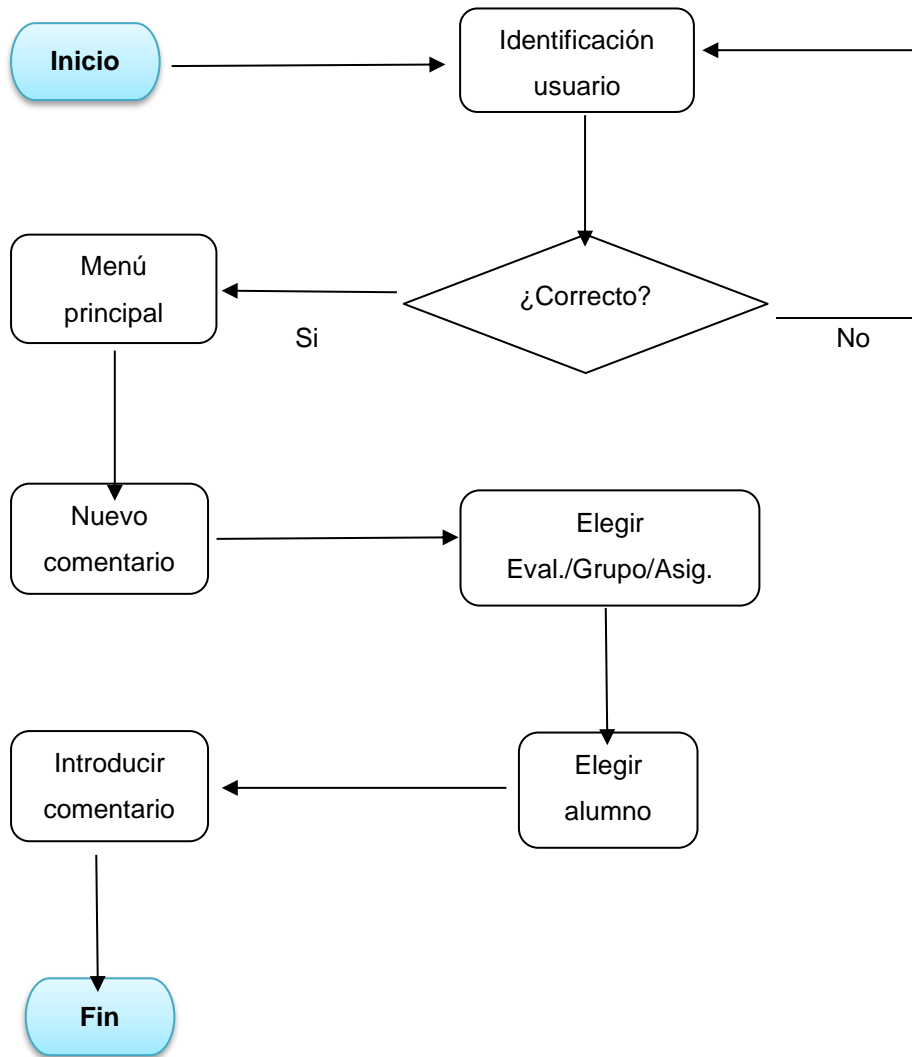 Inicio
Identificación
usuario
¿Correcto?
Si
No
Menú
principal
Nuevo
comentario
Elegir
Eval./Grupo/Asig.
Elegir
alumno
Introducir
comentario
Fin